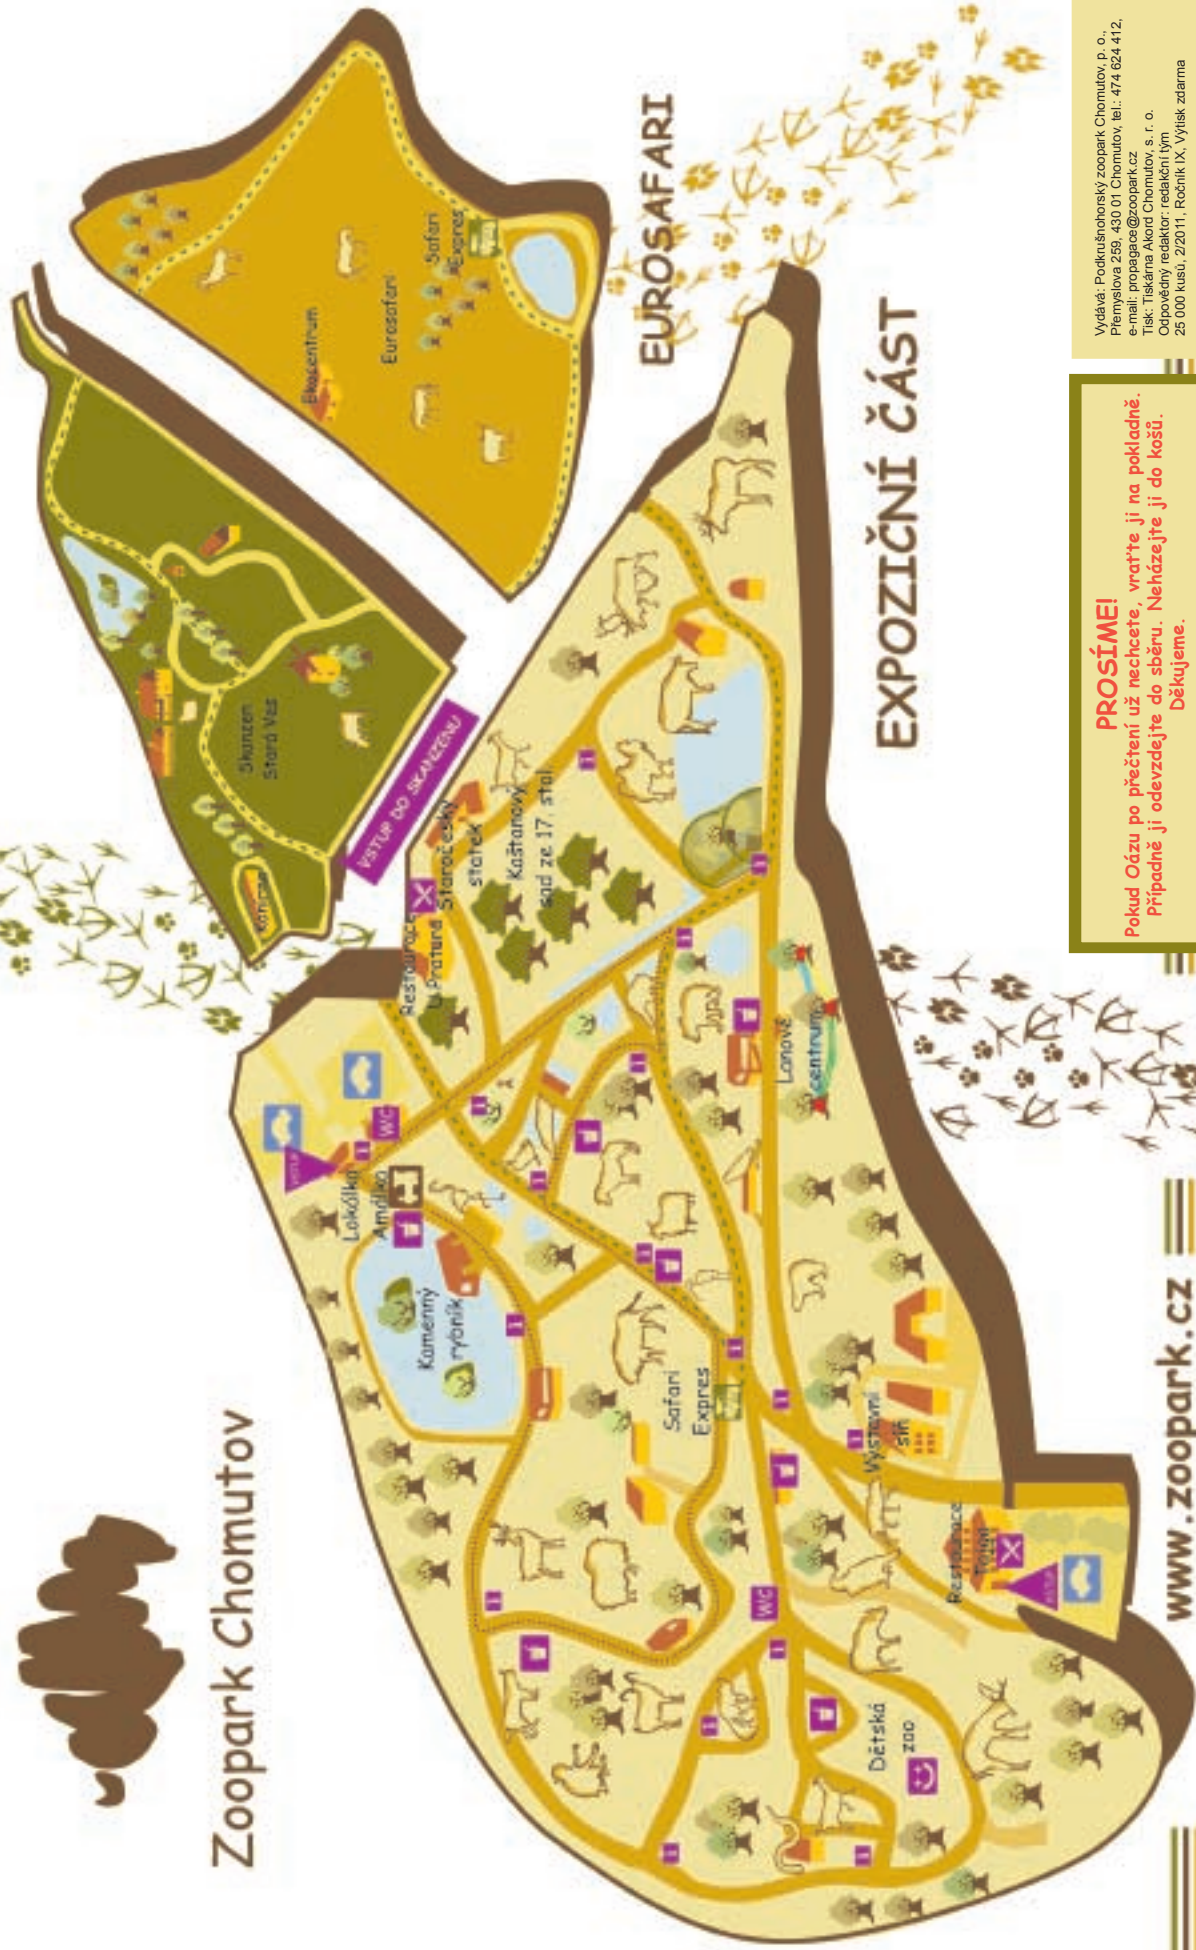 Zoopark Chomutov
EUROSAFARI
EXPOZIČNÍ ČÁST
Ekocentrum
Eurosafari
Safari
Expres
Skanzen
Stará Ves
VSTUP DO SKANZENU
Restaurace
U Pratura
Staročeský
statek
Kaštanový
sad ze 17. stol.
VSTUP
WC
Lokálka
Amálka
Kamenný
rybník
Lanové
centrum
Safari
Expres
Výstavní
síň
WC
Restaurace
VSTUP
Dětská
zoo
www.zoopark.cz
PROSÍME!
Pokud Oázu po přečtení už nechcete, vraťte ji na pokladně.
Případně ji odevzdejte do sběru. Neházejte ji do košů.
Děkujeme.
Vydává: Podkrušnohorský zoopark Chomutov, p. o.,
Přemyslova 259, 430 01 Chomutov, tel.: 474 624 412,
e-mail: propagace@zoopark.cz
Tisk: Tiskárna Akord Chomutov, s. r. o.
Odpovědný redaktor: redakční tým
25 000 kusů, 2/2011, Ročník IX, Výtisk zdarma